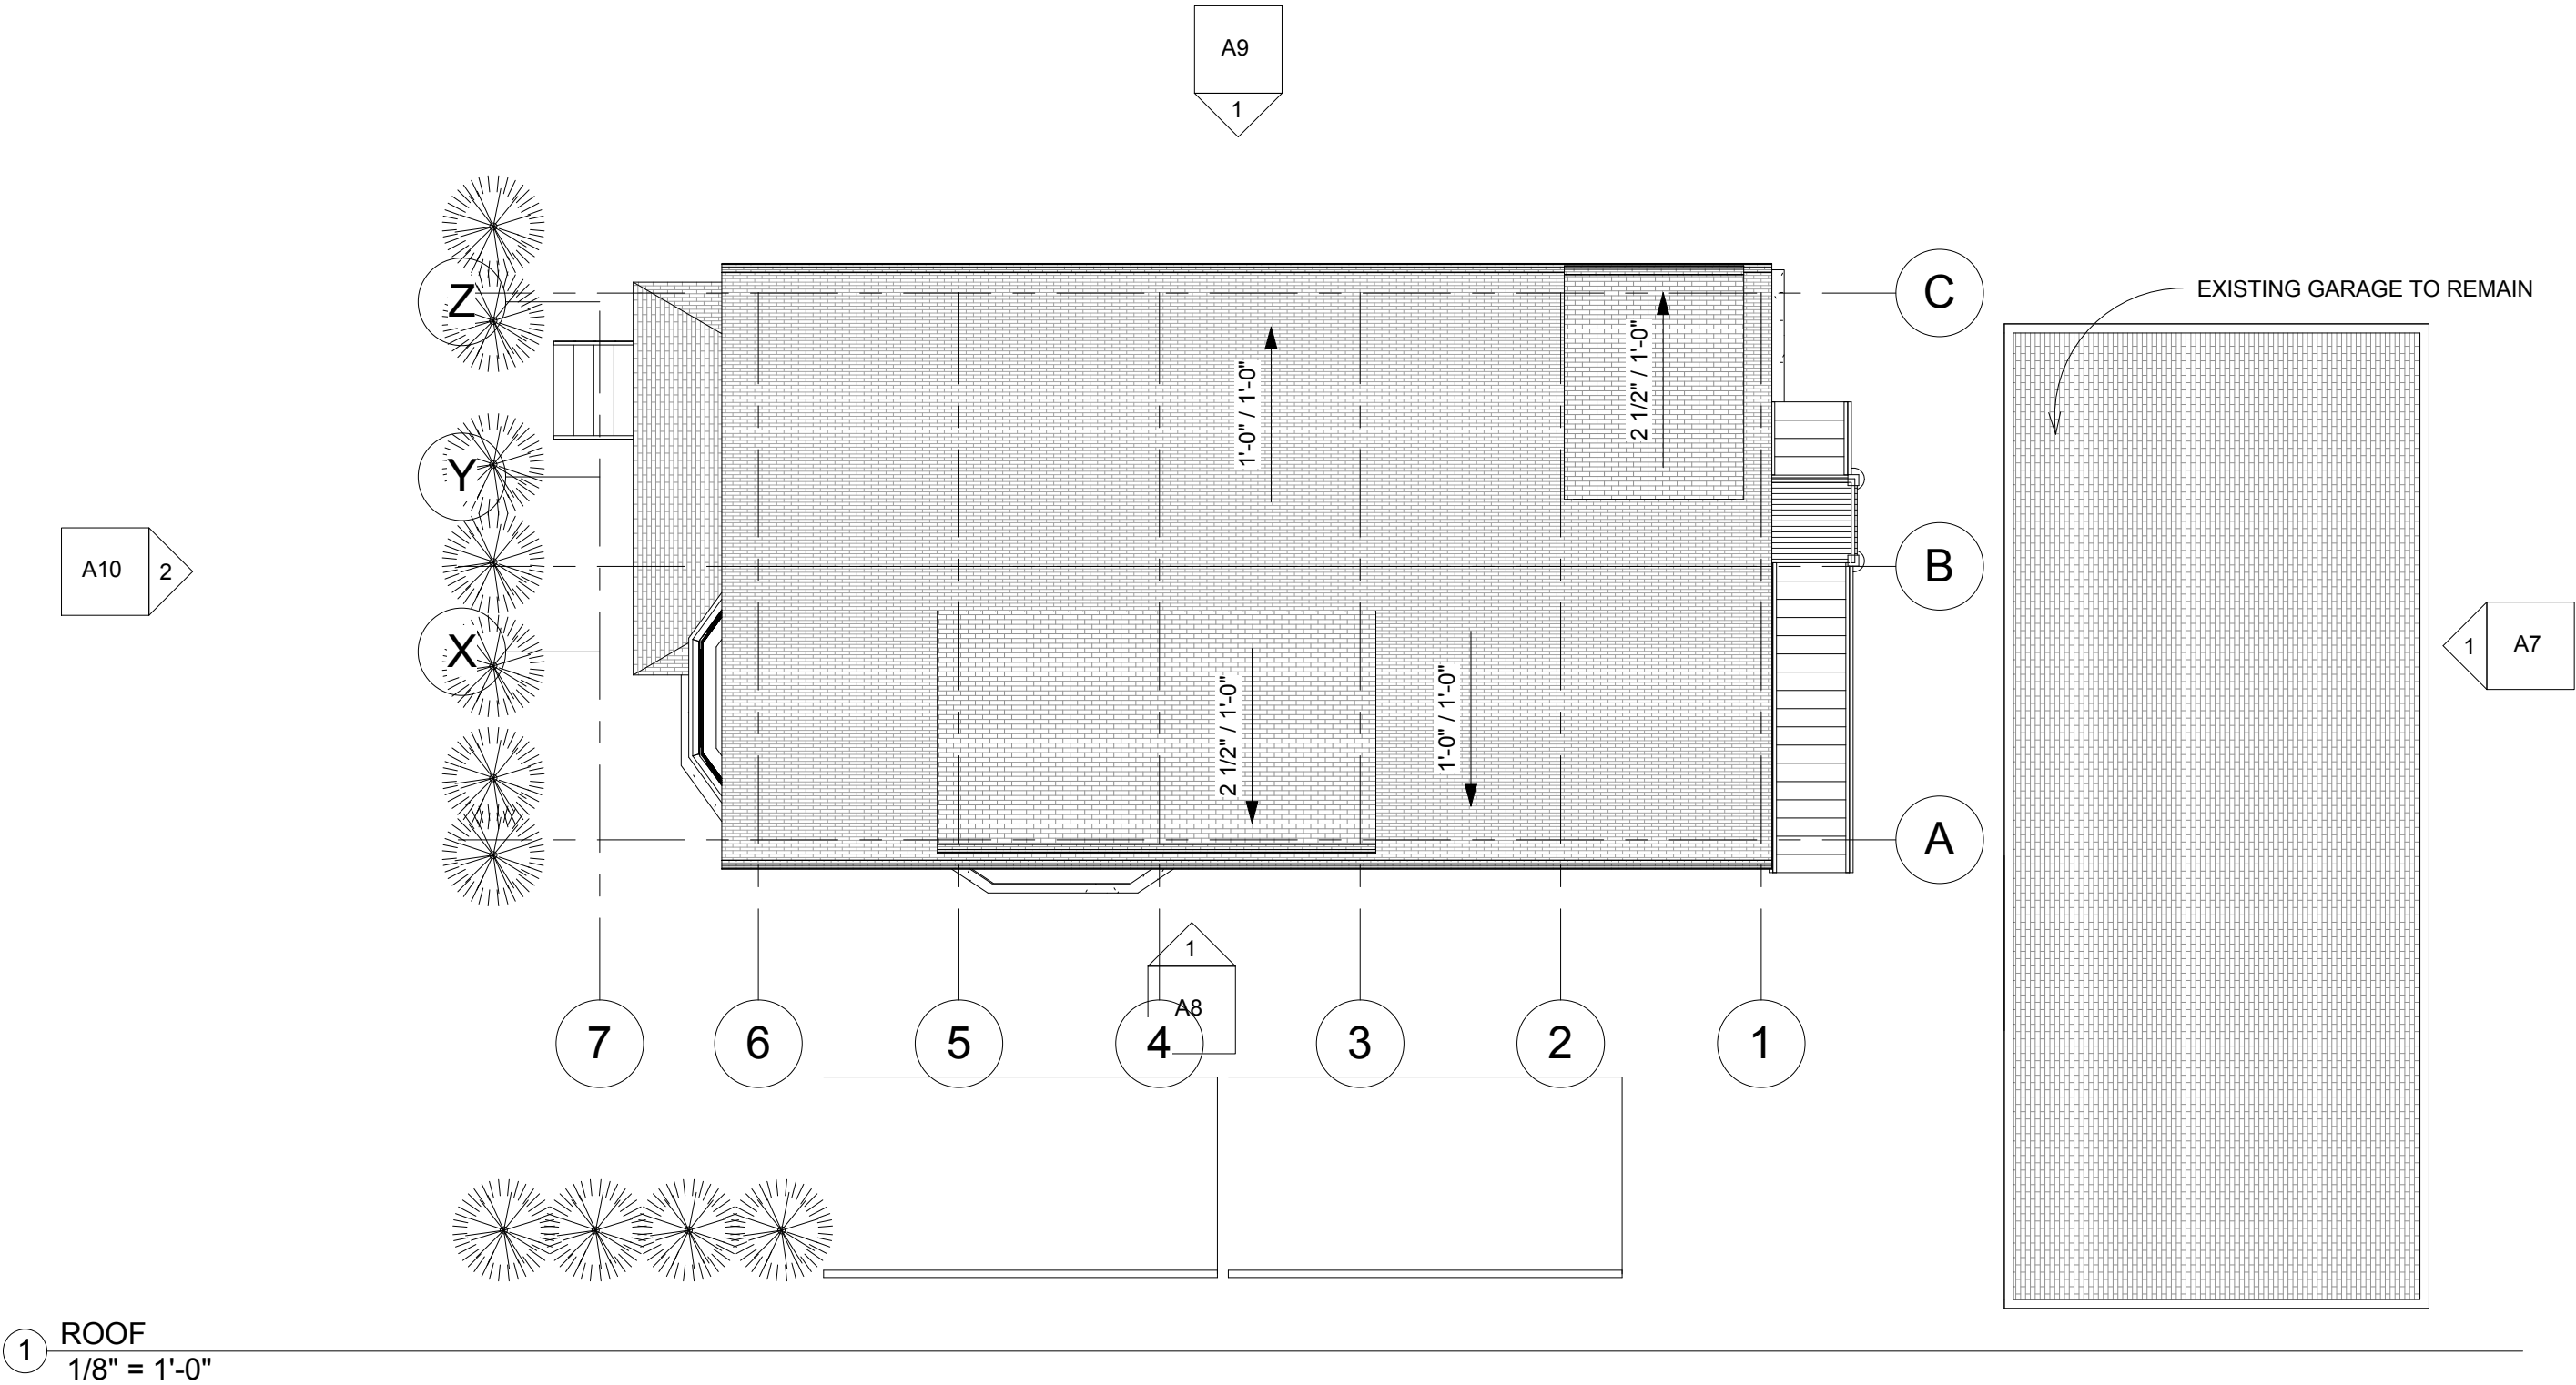 A9
1
Z
C
EXISTING GARAGE TO REMAIN
1'-0" / 1'-0"
2 1/2" / 1'-0"
Y
A10
2
B
1
A7
X
2 1/2" / 1'-0"
1'-0" / 1'-0"
A
1
A8
7
6
5
4
3
2
1
1
ROOF
1/8" = 1'-0"